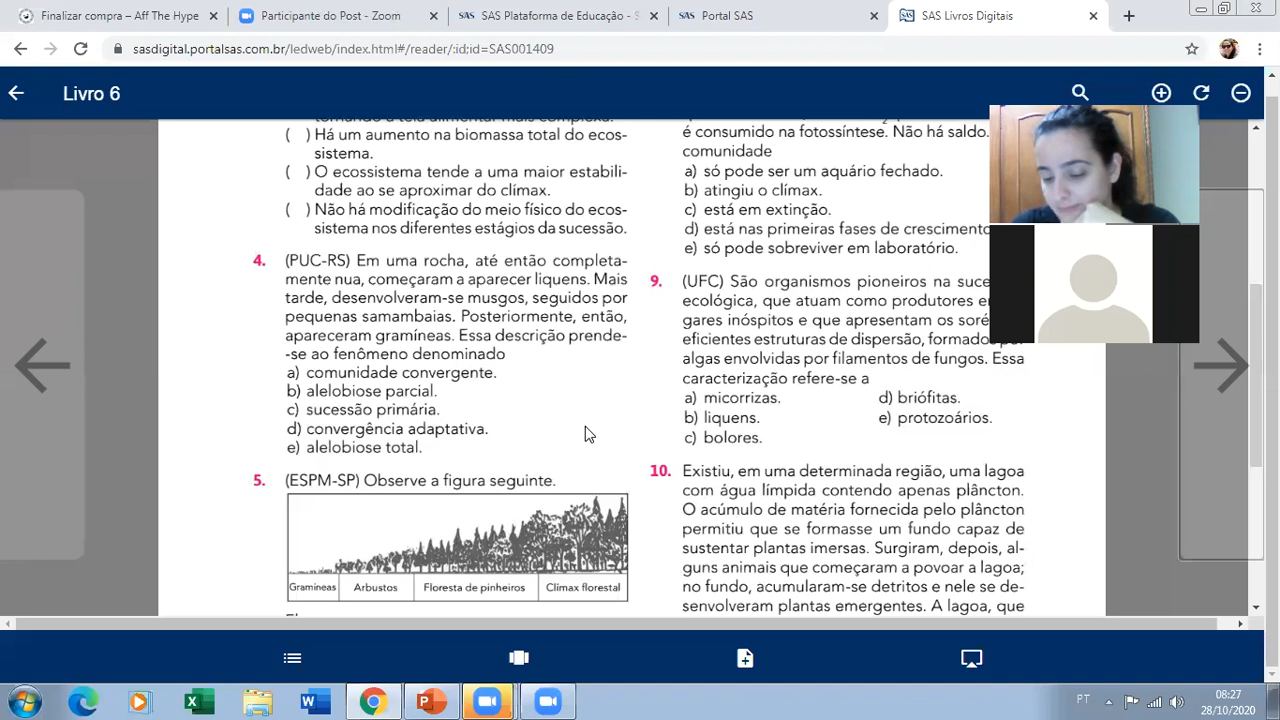 Finalizar compra – Aff The Hype
Participante do Post - Zoom
SAS Plataforma de Educação - S
Portal SAS
SAS Livros Digitais
sasdigital.portalsas.com.br/ledweb/index.html#/reader/:id:id=SAS001409
Livro 6
tornando a teia alimentar mais complexa.
( ) Há um aumento na biomassa total do ecos-
sistema.
( ) O ecossistema tende a uma maior estabili-
dade ao se aproximar do clímax.
( ) Não há modificação do meio físico do ecos-
sistema nos diferentes estágios da sucessão.
4. (PUC-RS) Em uma rocha, até então completa-
mente nua, começaram a aparecer liquens. Mais
tarde, desenvolveram-se musgos, seguidos por
pequenas samambaias. Posteriormente, então,
apareceram gramíneas. Essa descrição prende-
-se ao fenômeno denominado
a) comunidade convergente.
b) alelobiose parcial.
c) sucessão primária.
d) convergência adaptativa.
e) alelobiose total.
5. (ESPM-SP) Observe a figura seguinte.
Gramíneas Arbustos Floresta de pinheiros Clímax florestal
é consumido na fotossíntese. Não há saldo.
comunidade
a) só pode ser um aquário fechado.
b) atingiu o clímax.
c) está em extinção.
d) está nas primeiras fases de crescimento
e) só pode sobreviver em laboratório.
9. (UFC) São organismos pioneiros na suce
ecológica, que atuam como produtores e
gares inóspitos e que apresentam os soré
eficientes estruturas de dispersão, formados po
algas envolvidas por filamentos de fungos. Essa
caracterização refere-se a
a) micorrizas. d) briófitas.
b) liquens. e) protozoários.
c) bolores.
10. Existiu, em uma determinada região, uma lagoa
com água límpida contendo apenas plâncton.
O acúmulo de matéria fornecida pelo plâncton
permitiu que se formasse um fundo capaz de
sustentar plantas imersas. Surgiram, depois, al-
guns animais que começaram a povoar a lagoa;
no fundo, acumularam-se detritos e nele se de-
senvolveram plantas emergentes. A lagoa, que
PT
08:27
28/10/2020